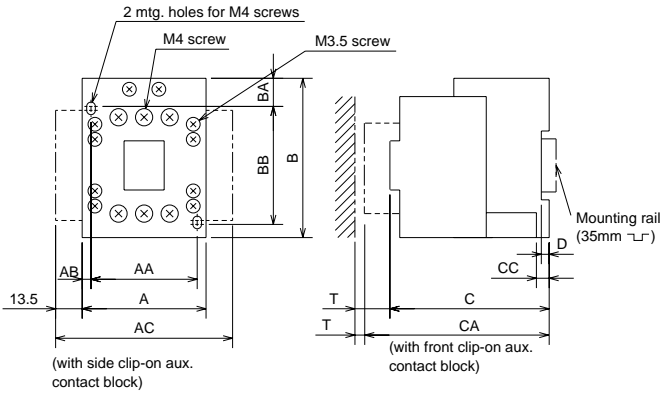 2 mtg. holes for M4 screws
M4 screw
M3.5 screw
BA
BB
B
AB
AA
13.5
A
AC
(with side clip-on aux.
contact block)
Mounting rail
(35mm )
D
CC
T
C
T
CA
(with front clip-on aux.
contact block)